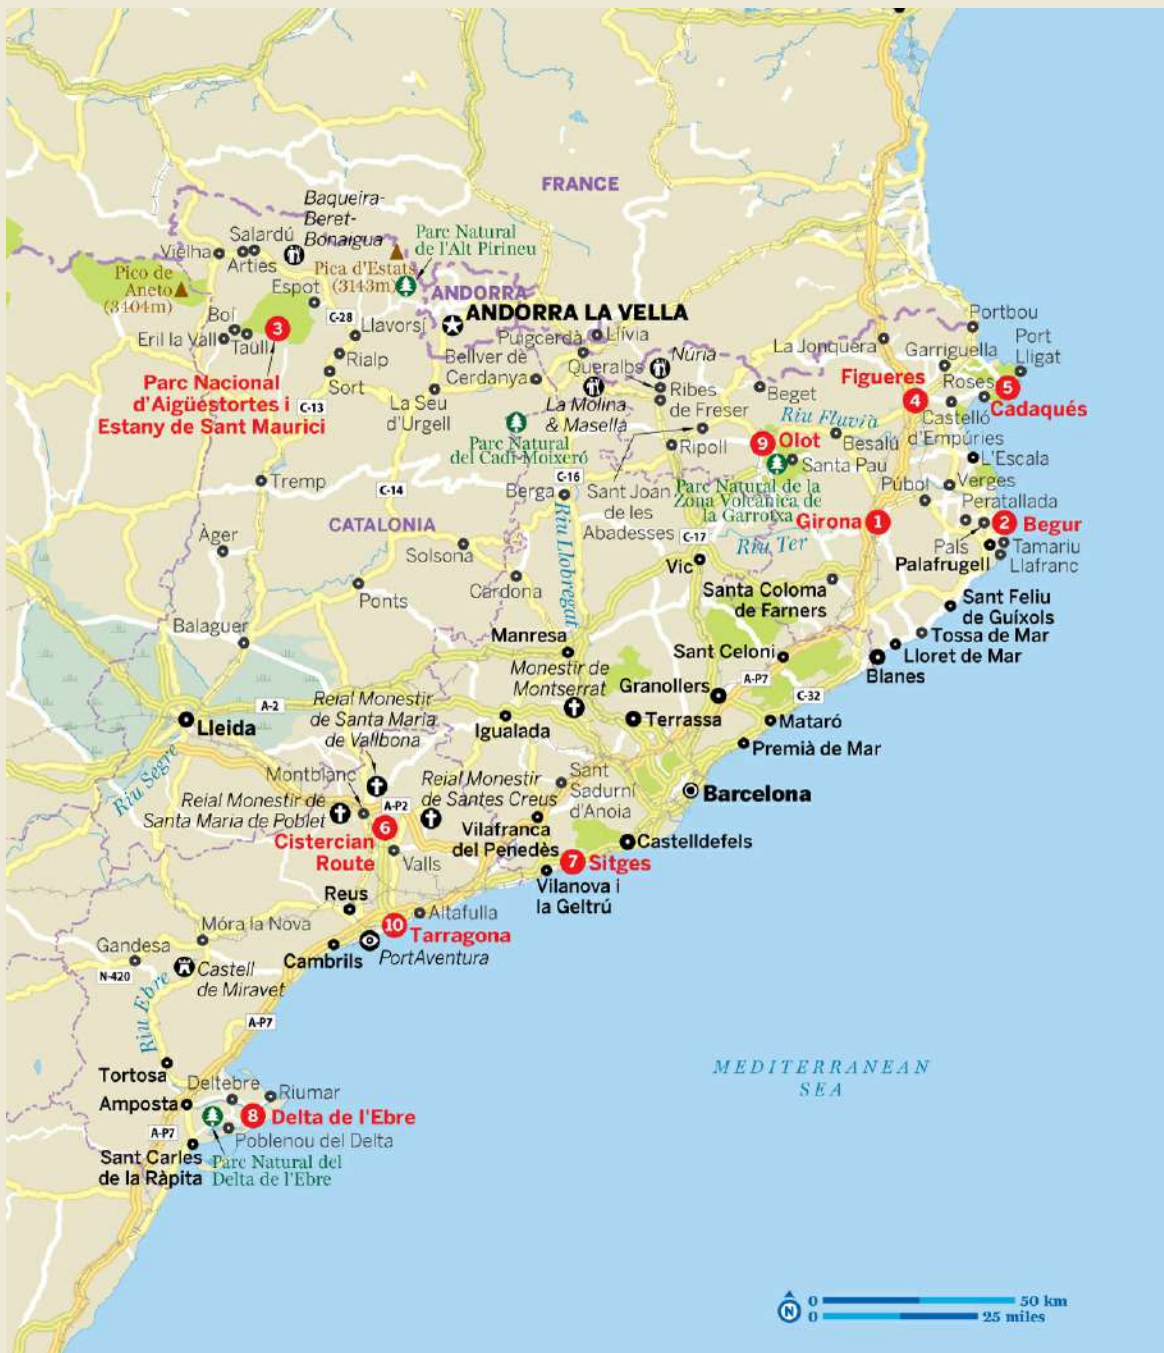 FRANCE
Baqueira-
Beret-
Bonaigua
Salardú
Vielha
Arties
Parc Natural
de l'Alt Pirineu
Pico de
Aneto
(3404m)
Pica d'Estats
(3143m)
Espot
ANDORRA
ANDORRA LA VELLA
C-28
Boí
3
Erill la Vall
Taüll
Llavorsí
Rialp
Sort
Parc Nacional
d'Aigüestortes i
Estany de Sant Maurici
C-13
Puigcerdà
Llívia
Bellver de
Cerdanya
La Seu
d'Urgell
Queralbs
Núria
La Molina
& Masella
Ribes
de Freser
Parc Natural
del Cadí-Moixeró
Ripoll
Beget
La Jonquera
Portbou
Port
Lligat
Garriguella
Roses
5
Cadaqués
Figueres
4
Castelló
d'Empúries
Riu Fluvià
9
Olot
Besalú
Santa Pau
L'Escala
Verges
Púbol
Peratallada
Parc Natural de la
Zona Volcànica de
la Garrotxa
Girona
1
2
Begur
Pals
Palafrugell
Tamariu
Llafranc
Tremp
C-14
C-16
Berga
Sant Joan
de les
Abadesses
C-17
Riu Ter
CATALONIA
Àger
Solsona
Riu Llobregat
Vic
Cardona
Ponts
Santa Coloma
de Farners
Sant Feliu
de Guíxols
Tossa de Mar
Lloret de Mar
Blanes
Balaguer
Manresa
Monestir de
Montserrat
Sant Celoni
A-P7
C-32
Granollers
Terrassa
Mataró
Premià de Mar
A-2
Lleida
Reial Monestir
de Santa Maria
de Vallbona
Igualada
Riu Segre
Montblanc
Reial Monestir de
Santa Maria de Poblet
A-P2
Reial Monestir
de Santes Creus
Sant
Sadurní
d'Anoia
Barcelona
6
Cistercian
Route
Valls
Vilafranca
del Penedès
Castelldefels
7
Sitges
Vilanova i
la Geltrú
Reus
Altafulla
10
Tarragona
Móra la Nova
Gandesa
N-420
Castell
de Miravet
Cambrils
PortAventura
Riu Ebre
A-P7
Tortosa
Deltebre
Riumar
Amposta
8
Delta de l'Ebre
A-P7
Poblenou del Delta
Sant Carles
de la Ràpita
Parc Natural del
Delta de l'Ebre
MEDITERRANEAN
SEA
N
0
50 km
0
25 miles